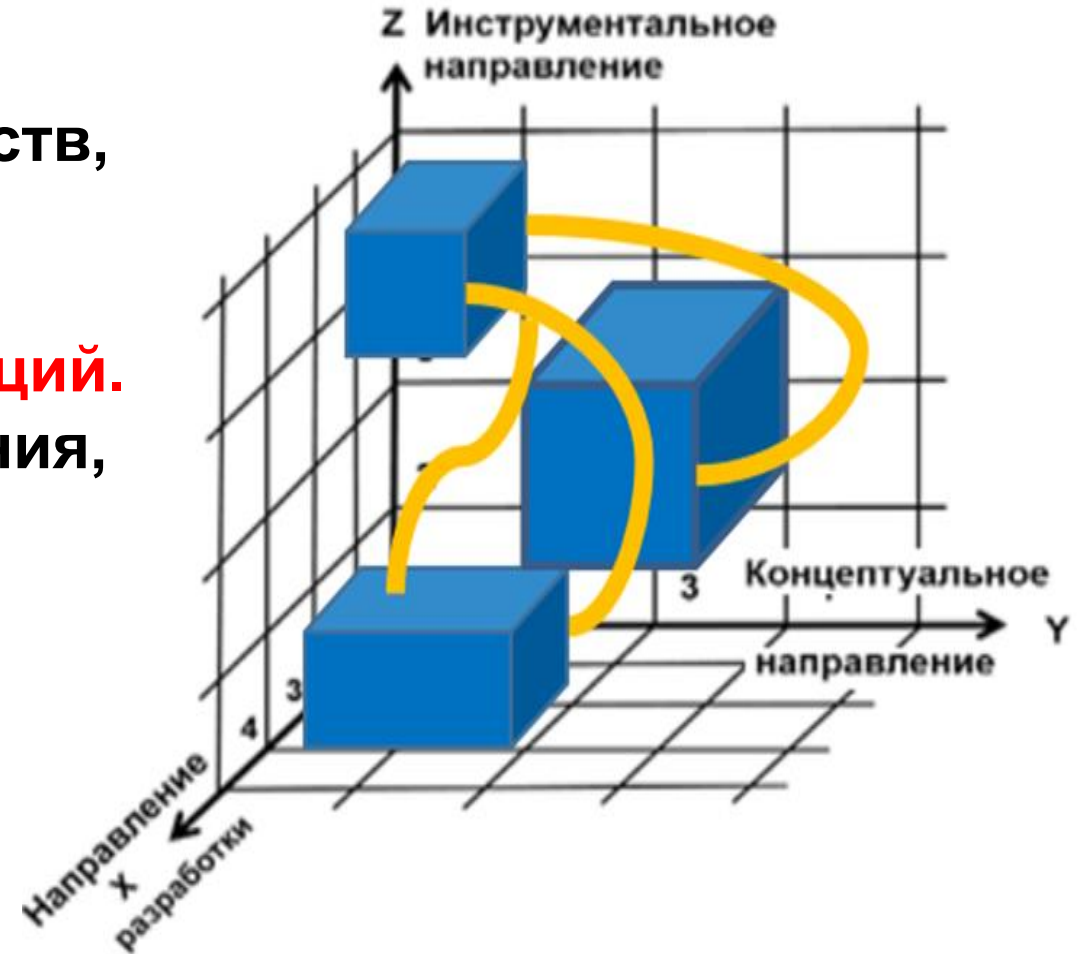 Z Инструментальное
направление
ств,
ций.
ния,
3
Концептуальное
Y
направление
3
4
Направление
X
разработки